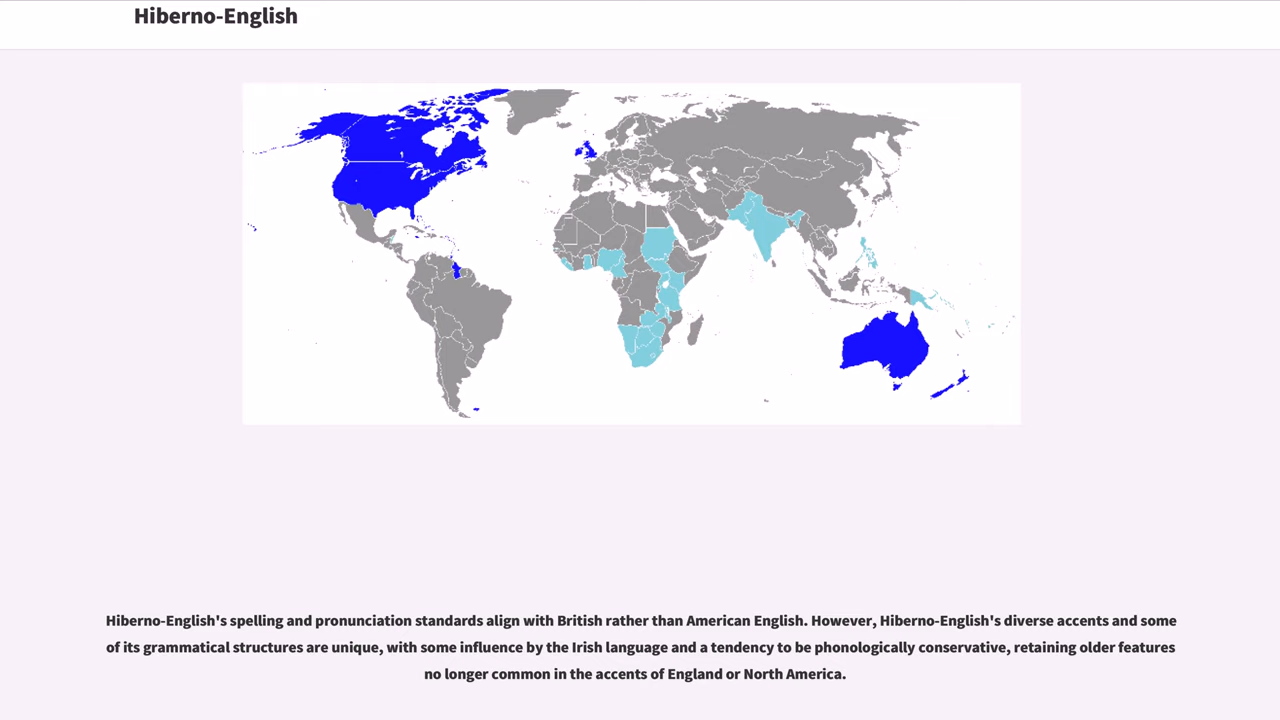 Hiberno-English
Hiberno-English's spelling and pronunciation standards align with British rather than American English. However, Hiberno-English's diverse accents and some
of its grammatical structures are unique, with some influence by the Irish language and a tendency to be phonologically conservative, retaining older features
no longer common in the accents of England or North America.